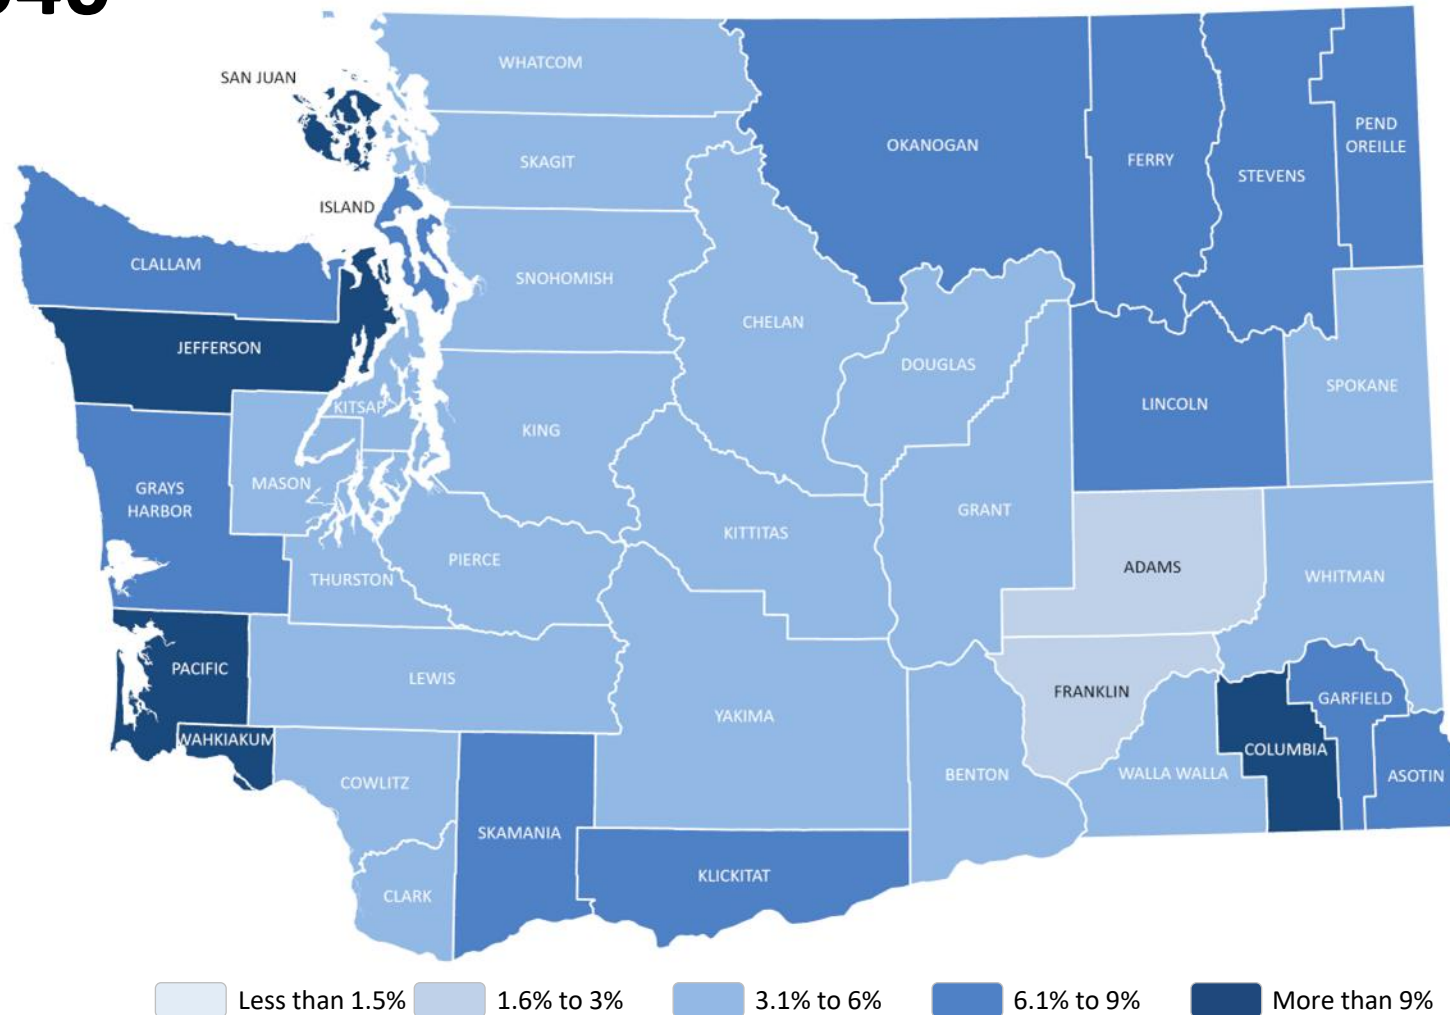 WHATCOM
SAN JUAN
OKANOGAN
PEND
OREILLE
FERRY
SKAGIT
STEVENS
ISLAND
CLALLAM
SNOHOMISH
CHELAN
JEFFERSON
DOUGLAS
SPOKANE
LINCOLN
KITSAP
KING
MASON
GRAYS
HARBOR
GRANT
KITTITAS
PIERCE
ADAMS
WHITMAN
THURSTON
PACIFIC
LEWIS
FRANKLIN
GARFIELD
YAKIMA
WAHKIAKUM
COLUMBIA
BENTON
WALLA WALLA
ASOTIN
COWLITZ
SKAMANIA
KLICKITAT
CLARK
Less than 1.5% 1.6% to 3% 3.1% to 6% 6.1% to 9% More than 9%